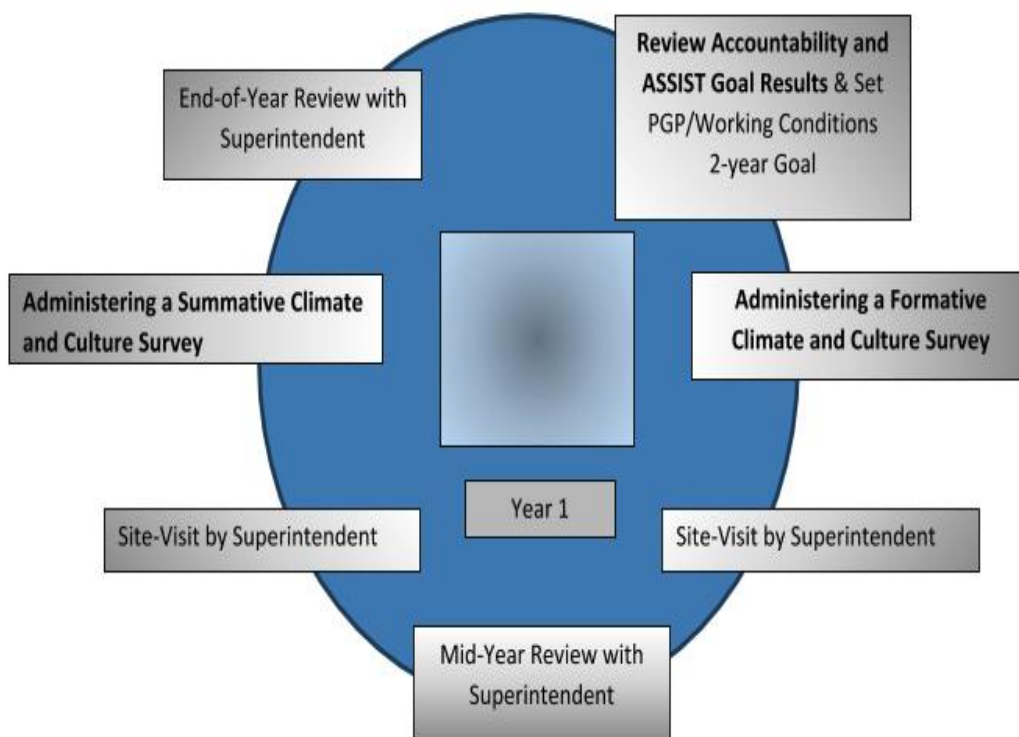 Review Accountability and
ASSIST Goal Results & Set
PGP/Working Conditions
2-year Goal
End-of-Year Review with
Superintendent
Administering a Summative Climate
and Culture Survey
Administering a Formative
Climate and Culture Survey
Year 1
Site-Visit by Superintendent
Site-Visit by Superintendent
Mid-Year Review with
Superintendent